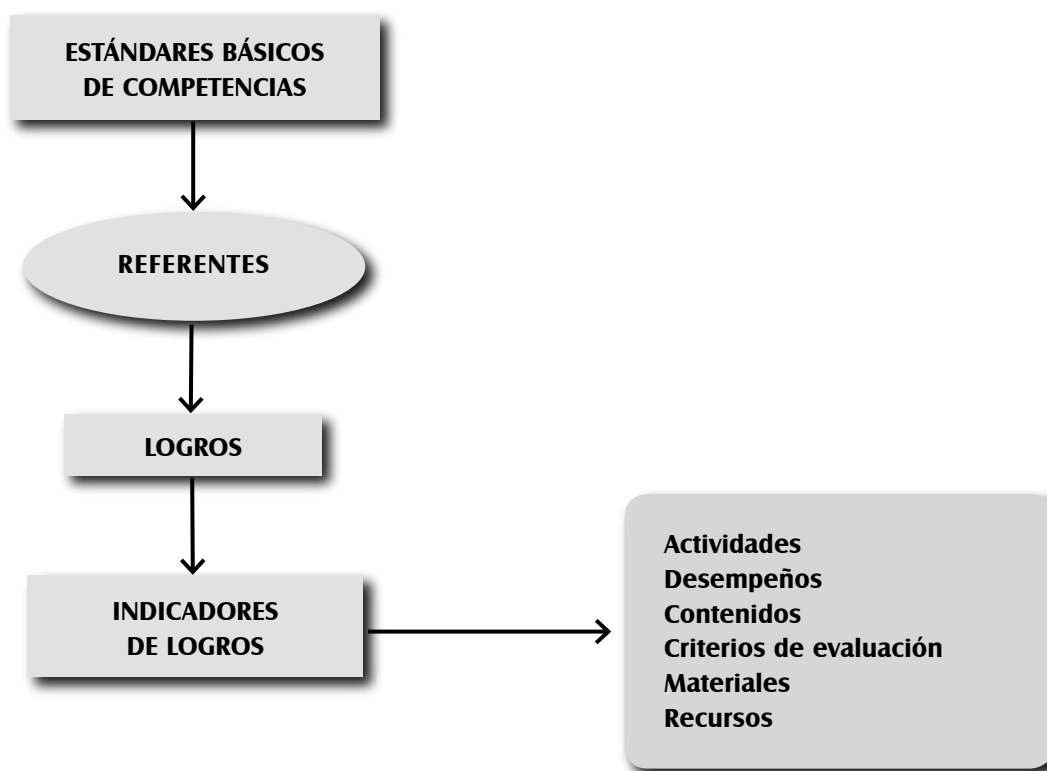 ESTÁNDARES BÁSICOS
DE COMPETENCIAS
REFERENTES
LOGROS
INDICADORES
DE LOGROS
Actividades
Desempeños
Contenidos
Criterios de evaluación
Materiales
Recursos